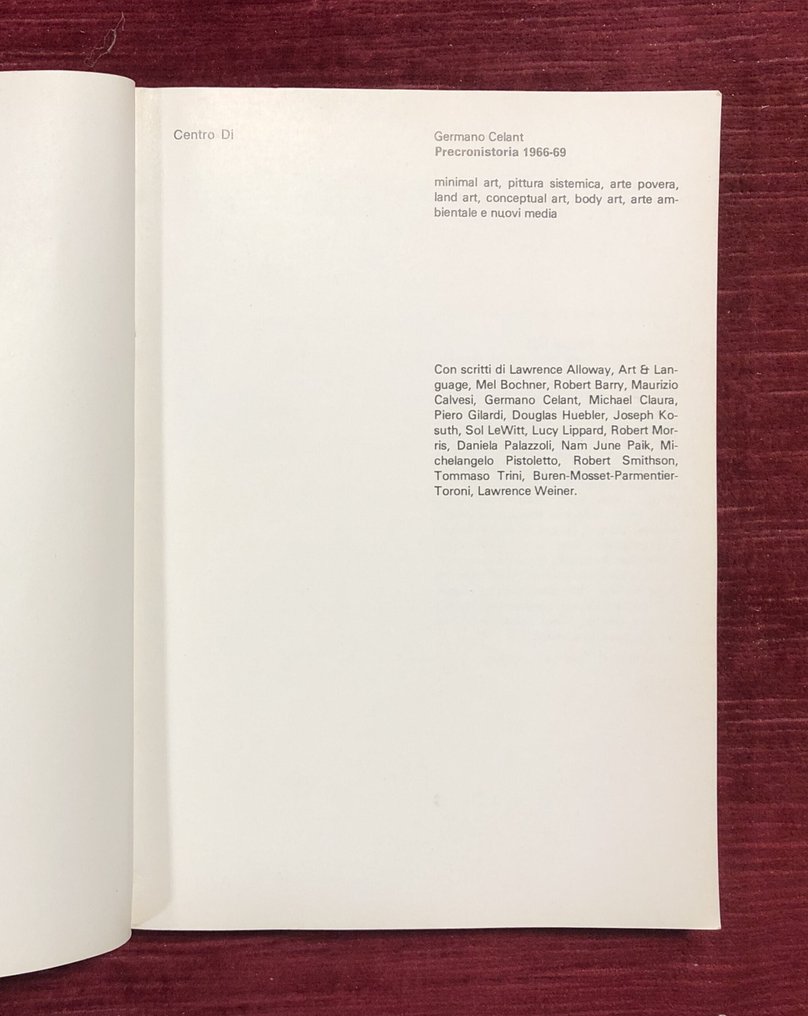 Centro Di
Germano Celant
Precronistoria 1966-69
minimal art, pittura sistemica, arte povera,
land art, conceptual art, body art, arte am-
bientale e nuovi media
Con scritti di Lawrence Alloway, Art & Lan-
guage, Mel Bochner, Robert Barry, Maurizio
Calvesi, Germano Celant, Michael Claura,
Piero Gilardi, Douglas Huebler, Joseph Ko-
suth, Sol LeWitt, Lucy Lippard, Robert Mor-
ris, Daniela Palazzoli, Nam June Paik, Mi-
chelangelo Pistoletto, Robert Smithson,
Tommaso Trini, Buren-Mosset-Parmentier-
Toroni, Lawrence Weiner.